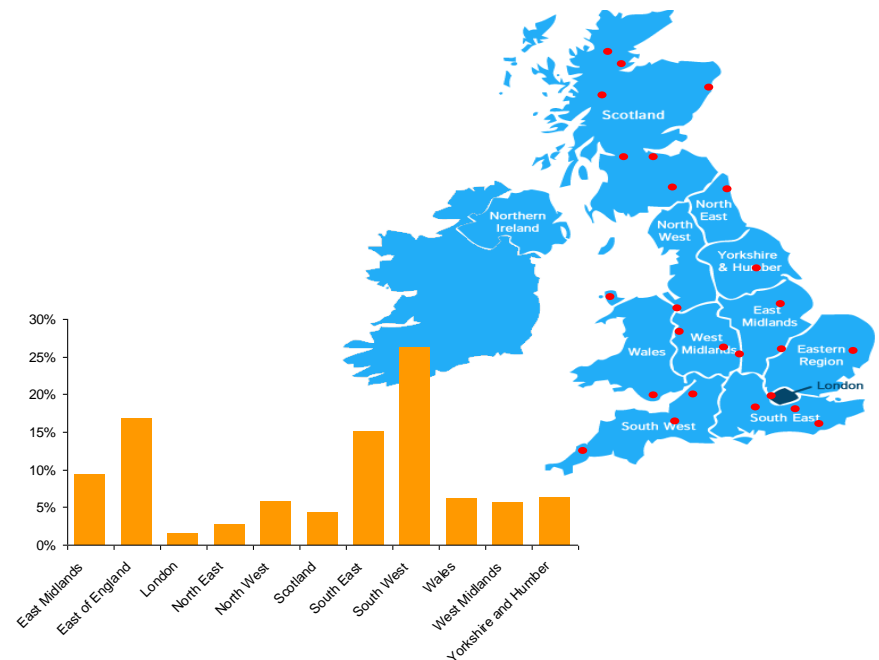 Scotland
Northern
Ireland
North
East
North
West
Yorkshire
& Humber
East
Midlands
West
Midlands
Wales
Eastern
Region
London
South East
South West
30%
25%
20%
15%
10%
5%
0%
East Midlands
East of England
London
North East
North West
Scotland
South East
South West
Wales
West Midlands
Yorkshire and Humber